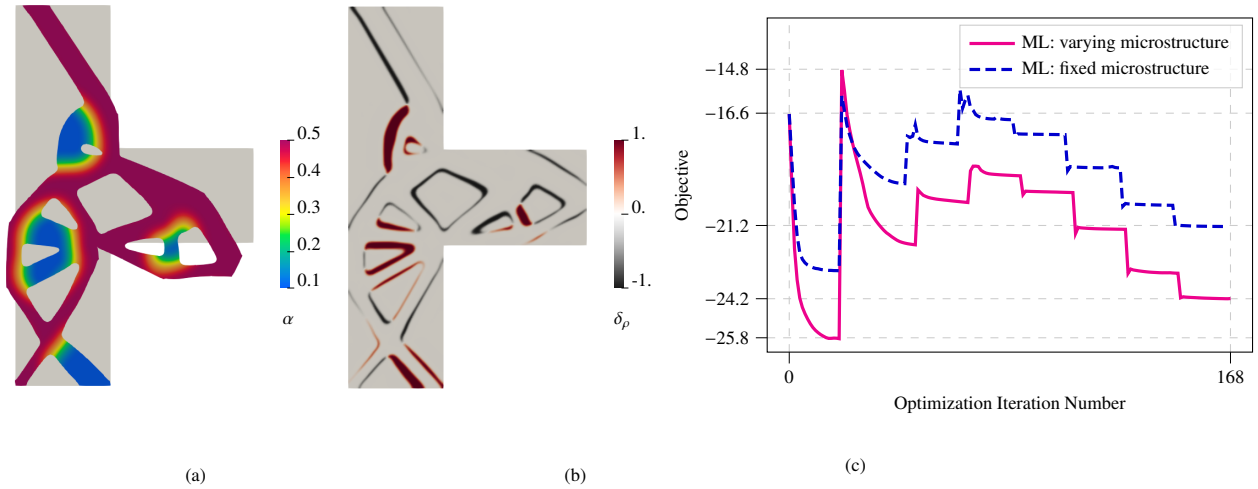 0.5
0.4
0.3
0.2
0.1
α
(a)
1.
0.
-1.
δρ
(b)
ML: varying microstructure
ML: fixed microstructure
−14.8
−16.6
−21.2
−24.2
−25.8
Objective
0
168
Optimization Iteration Number
(c)